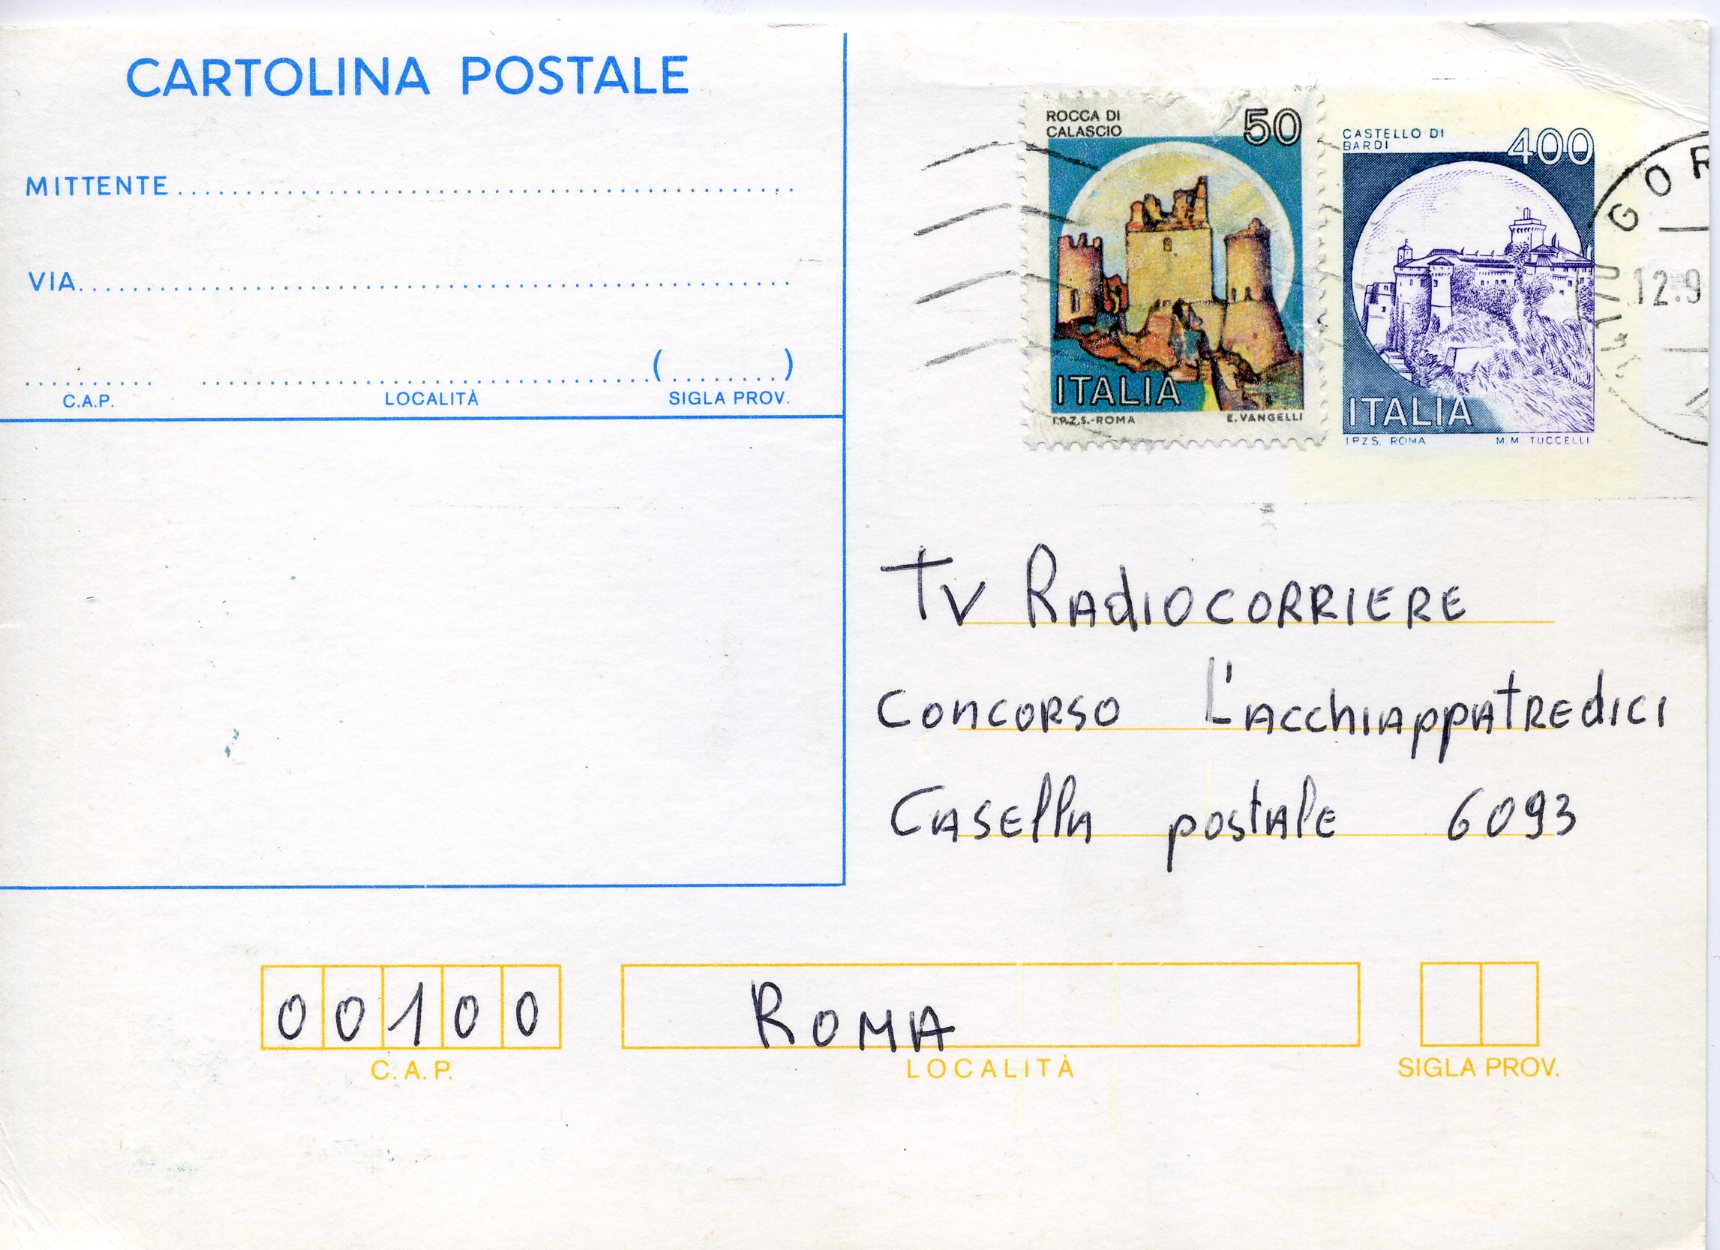 CARTOLINA POSTALE
MITTENTE
VIA
( )
C.A.P. LOCALITÀ SIGLA PROV.
ROCCA DI
CALASCIO
50
ITALIA
I.P.Z.S.-ROMA E. VANGELLI
CASTELLO DI
BARDI
400
ITALIA
I.P.Z.S. ROMA M.M. TUCCELLI
GOR
12.9
TV RADIOCORRIERE
CONCORSO L'ACCHIAPPATREDICI
CASELLA POSTALE 6093
00100 ROMA
C.A.P. LOCALITÀ SIGLA PROV.